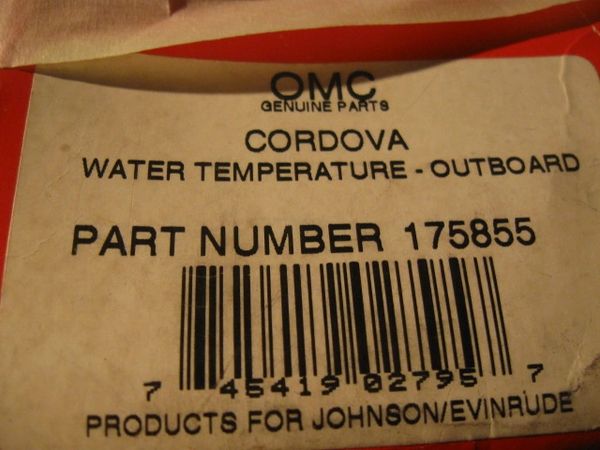 OMC
GENUINE PARTS
CORDOVA
WATER TEMPERATURE - OUTBOARD
PART NUMBER 175855
7 45419 02795 7
PRODUCTS FOR JOHNSON/EVINRUDE